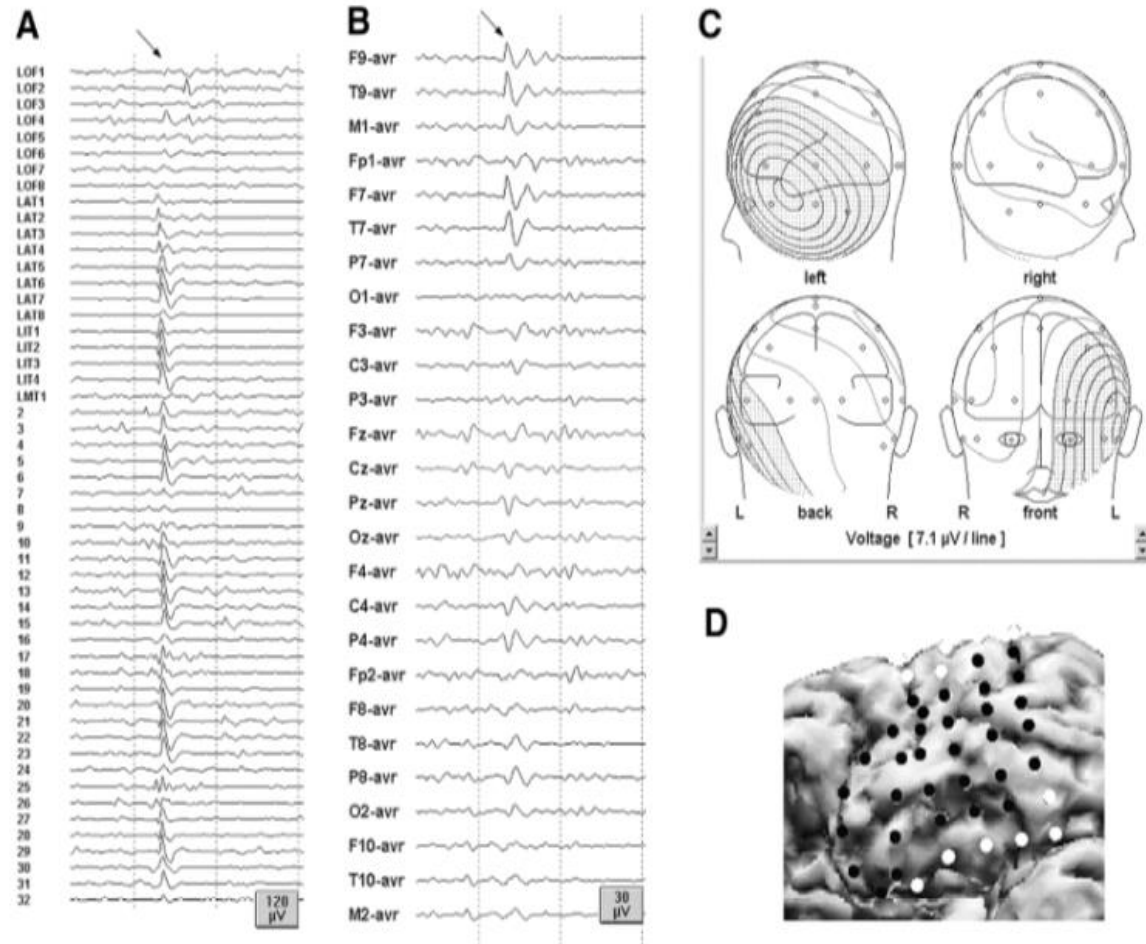 A
LOF1
LOF2
LOF3
LOF4
LOF5
LOF6
LOF7
LOF8
LAT1
LAT2
LAT3
LAT4
LAT5
LAT6
LAT7
LAT8
LIT1
LIT2
LIT3
LIT4
LMT1
2
3
4
5
6
7
8
9
10
11
12
13
14
15
16
17
18
19
20
21
22
23
24
25
26
27
28
29
30
31
32
120
µV
B
F9-avr
T9-avr
M1-avr
Fp1-avr
F7-avr
T7-avr
P7-avr
O1-avr
F3-avr
C3-avr
P3-avr
Fz-avr
Cz-avr
Pz-avr
Oz-avr
F4-avr
C4-avr
P4-avr
Fp2-avr
F8-avr
T8-avr
P8-avr
O2-avr
F10-avr
T10-avr
M2-avr
30
µV
C
left right
L back R R front L
Voltage [ 7.1 µV / line ]
D